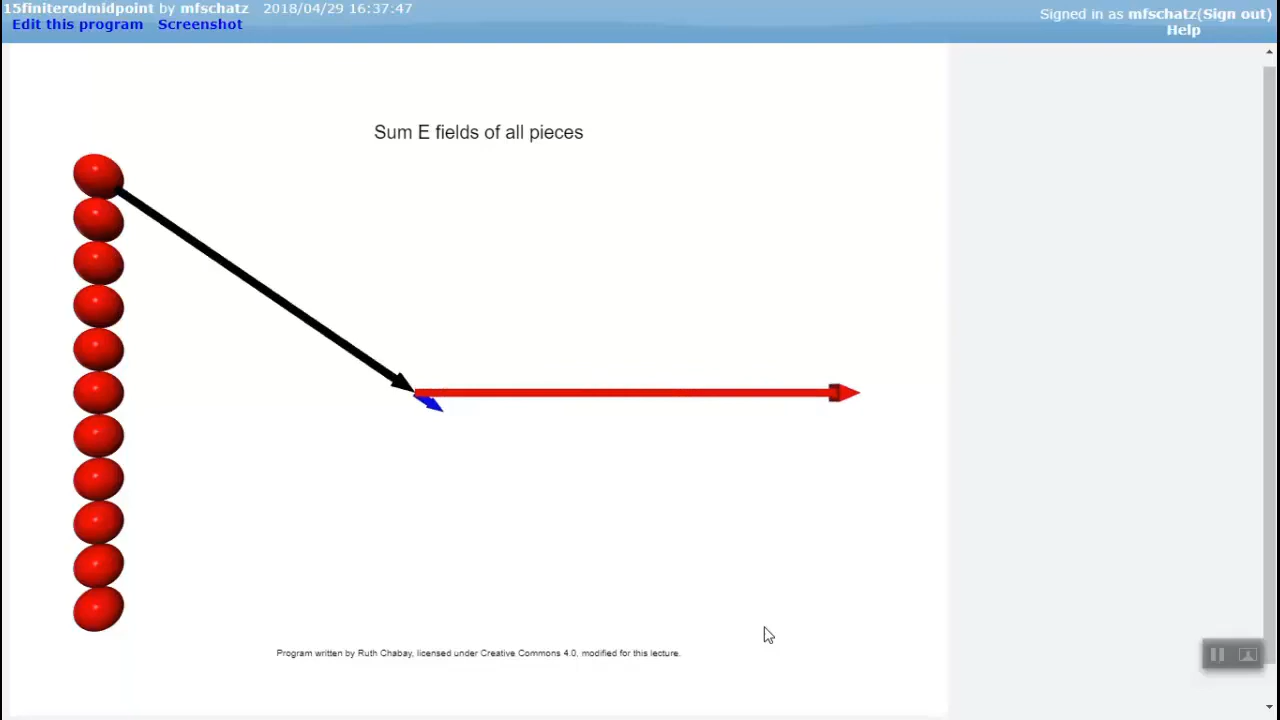 15finiterodmidpoint by mfschatz 2018/04/29 16:37:47
Signed in as mfschatz(Sign out)
Edit this program Screenshot
Help
Sum E fields of all pieces
Program written by Ruth Chabay, licensed under Creative Commons 4.0, modified for this lecture.